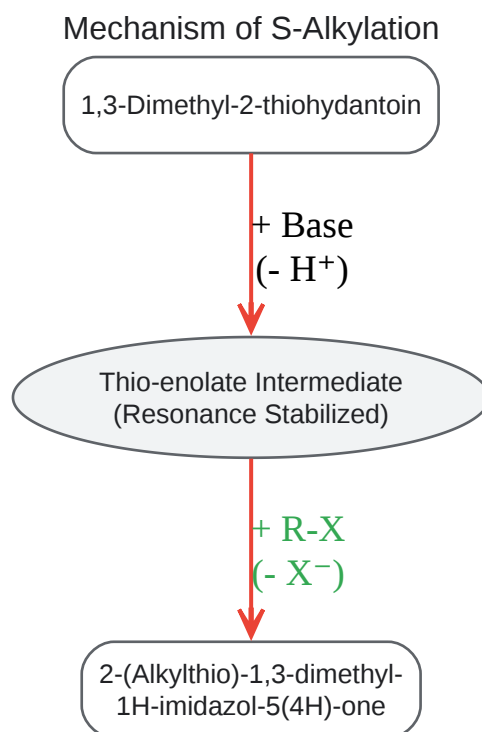 Mechanism of S-Alkylation
1,3-Dimethyl-2-thiohydantoin
+ Base
(- H⁺)
Thio-enolate Intermediate
(Resonance Stabilized)
+ R-X
(- X⁻)
2-(Alkylthio)-1,3-dimethyl-
1H-imidazol-5(4H)-one